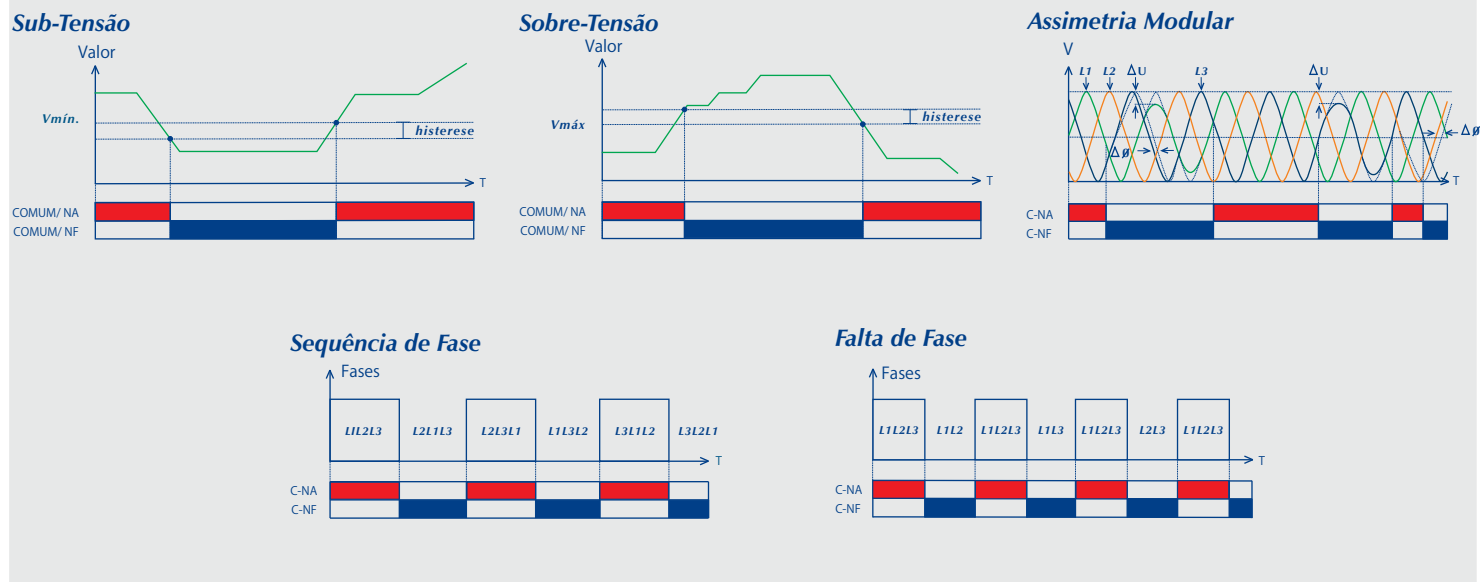 Sub-Tensão
Valor
Vmín.
histerese
T
COMUM/ NA
COMUM/ NF
Sobre-Tensão
Valor
Vmáx
histerese
T
COMUM/ NA
COMUM/ NF
Assimetria Modular
V
L1 L2 ΔU L3 ΔU
Δø
Δø
T
C-NA
C-NF
Sequência de Fase
Fases
L1L2L3 L2L1L3 L2L3L1 L1L3L2 L3L1L2 L3L2L1
T
C-NA
C-NF
Falta de Fase
Fases
L1L2L3 L1L2 L1L2L3 L1L3 L1L2L3 L2L3 L1L2L3
T
C-NA
C-NF